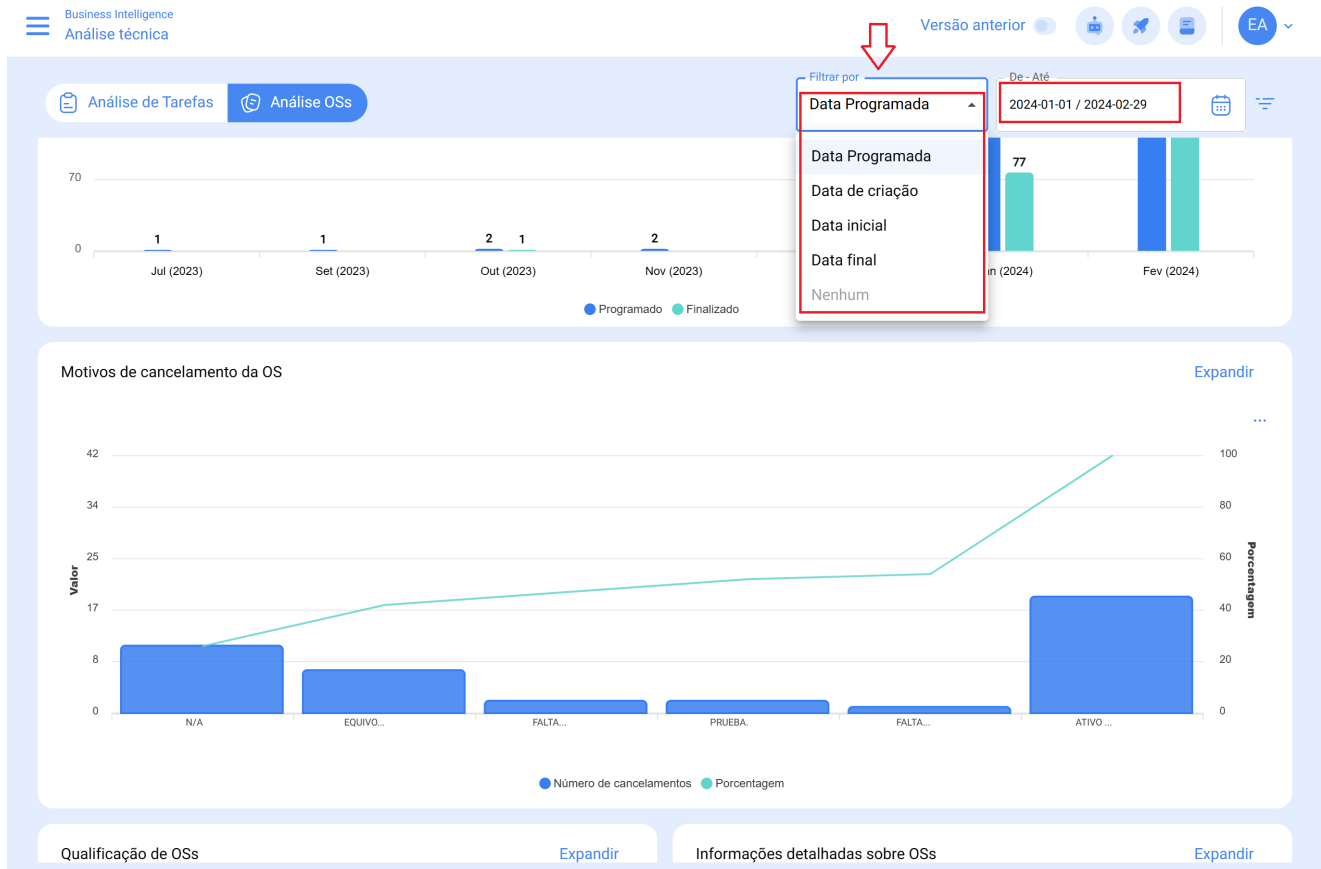 Business Intelligence
Análise técnica
Versão anterior
EA
Análise de Tarefas
Análise OSs
Filtrar por
Data Programada
De - Até
2024-01-01 / 2024-02-29
Data Programada
Data de criação
Data inicial
Data final
Nenhum
70
0
1
1
2
1
2
77
Jul (2023)
Set (2023)
Out (2023)
Nov (2023)
(2024)
Fev (2024)
Programado
Finalizado
Motivos de cancelamento da OS
Expandir
...
42
34
25
17
8
0
Valor
100
80
60
40
20
0
Porcentagem
N/A
EQUIVO...
FALTA...
PRUEBA.
FALTA...
ATIVO ...
Número de cancelamentos
Porcentagem
Qualificação de OSs
Expandir
Informações detalhadas sobre OSs
Expandir